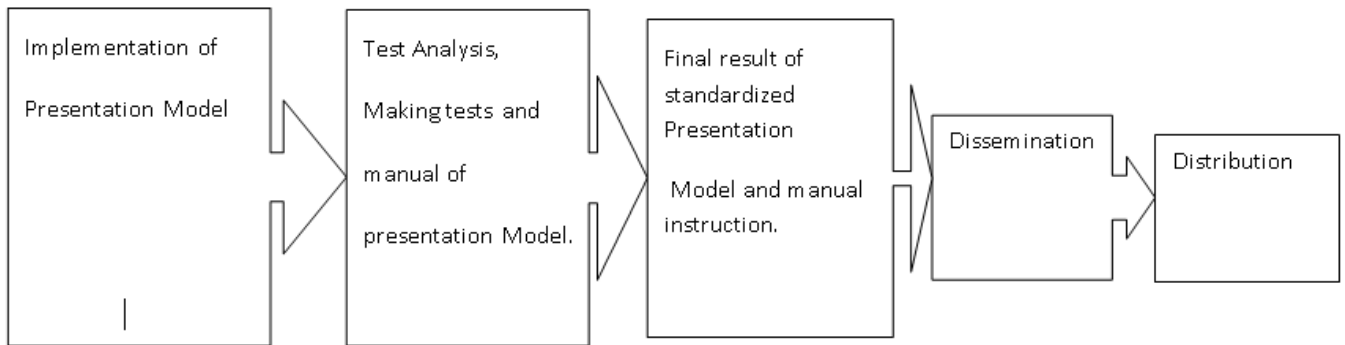 Implementation of
Presentation Model
Test Analysis,
Making tests and
manual of
presentation Model.
Final result of
standardized
Presentation
Model and manual
instruction.
Dissemination
Distribution